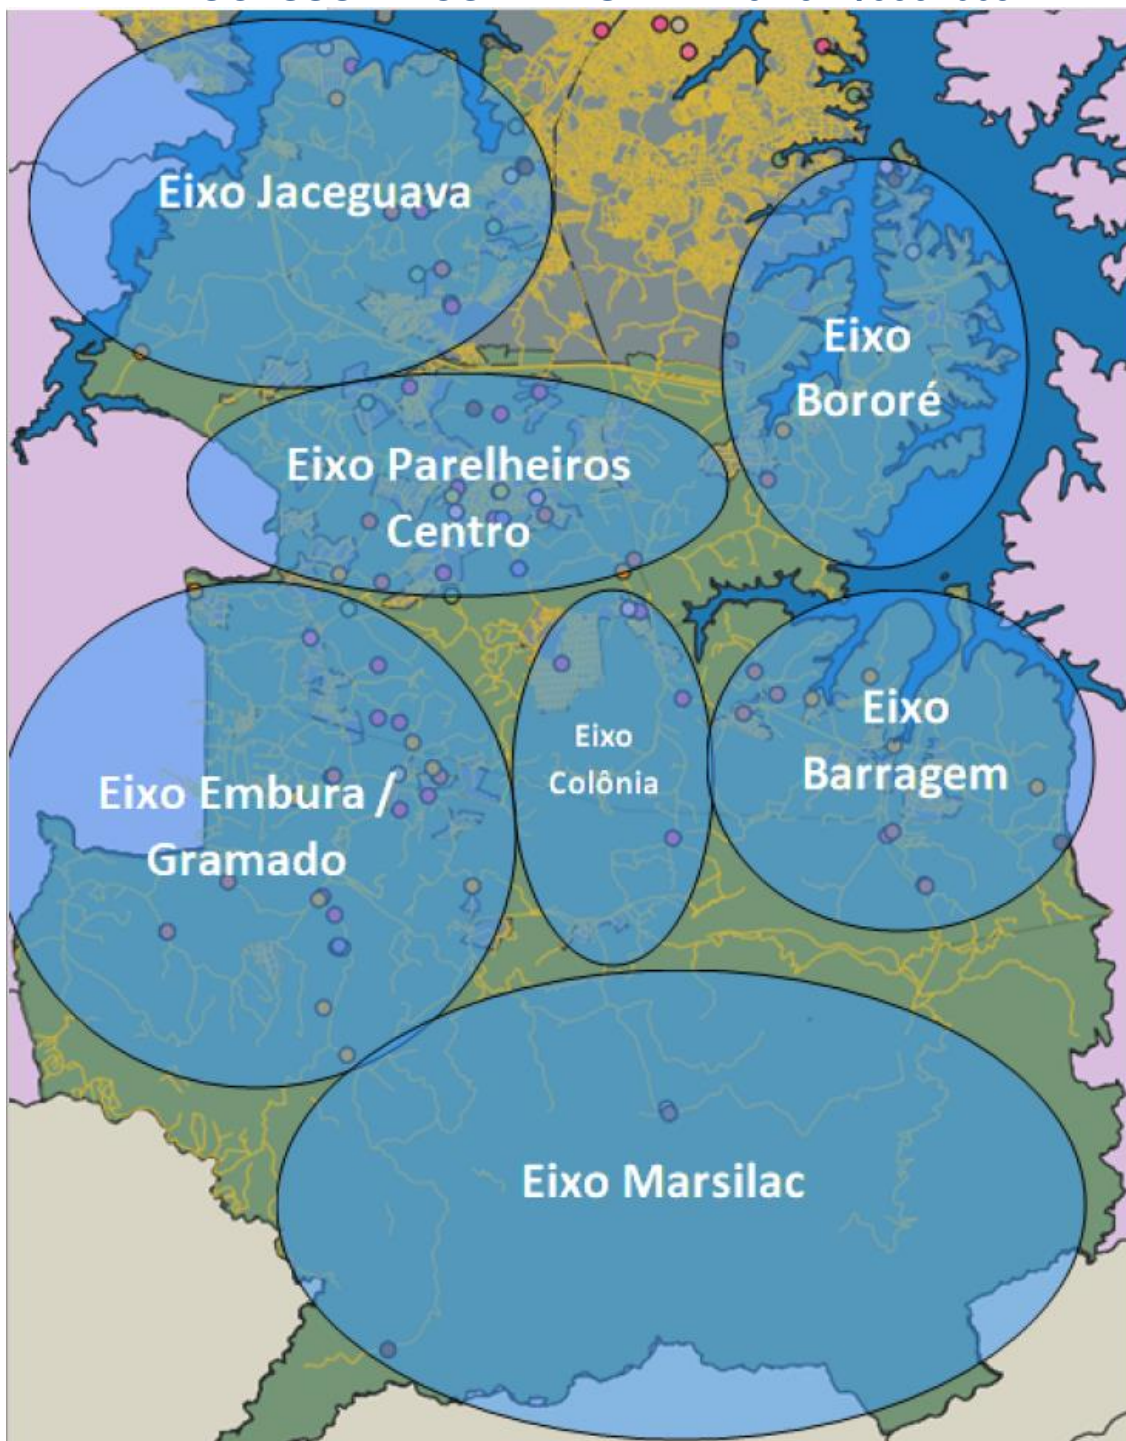 Eixo Jaceguava
Eixo
Bororé
Eixo Parelheiros
Centro
Eixo
Colônia
Eixo
Barragem
Eixo Embura /
Gramado
Eixo Marsilac